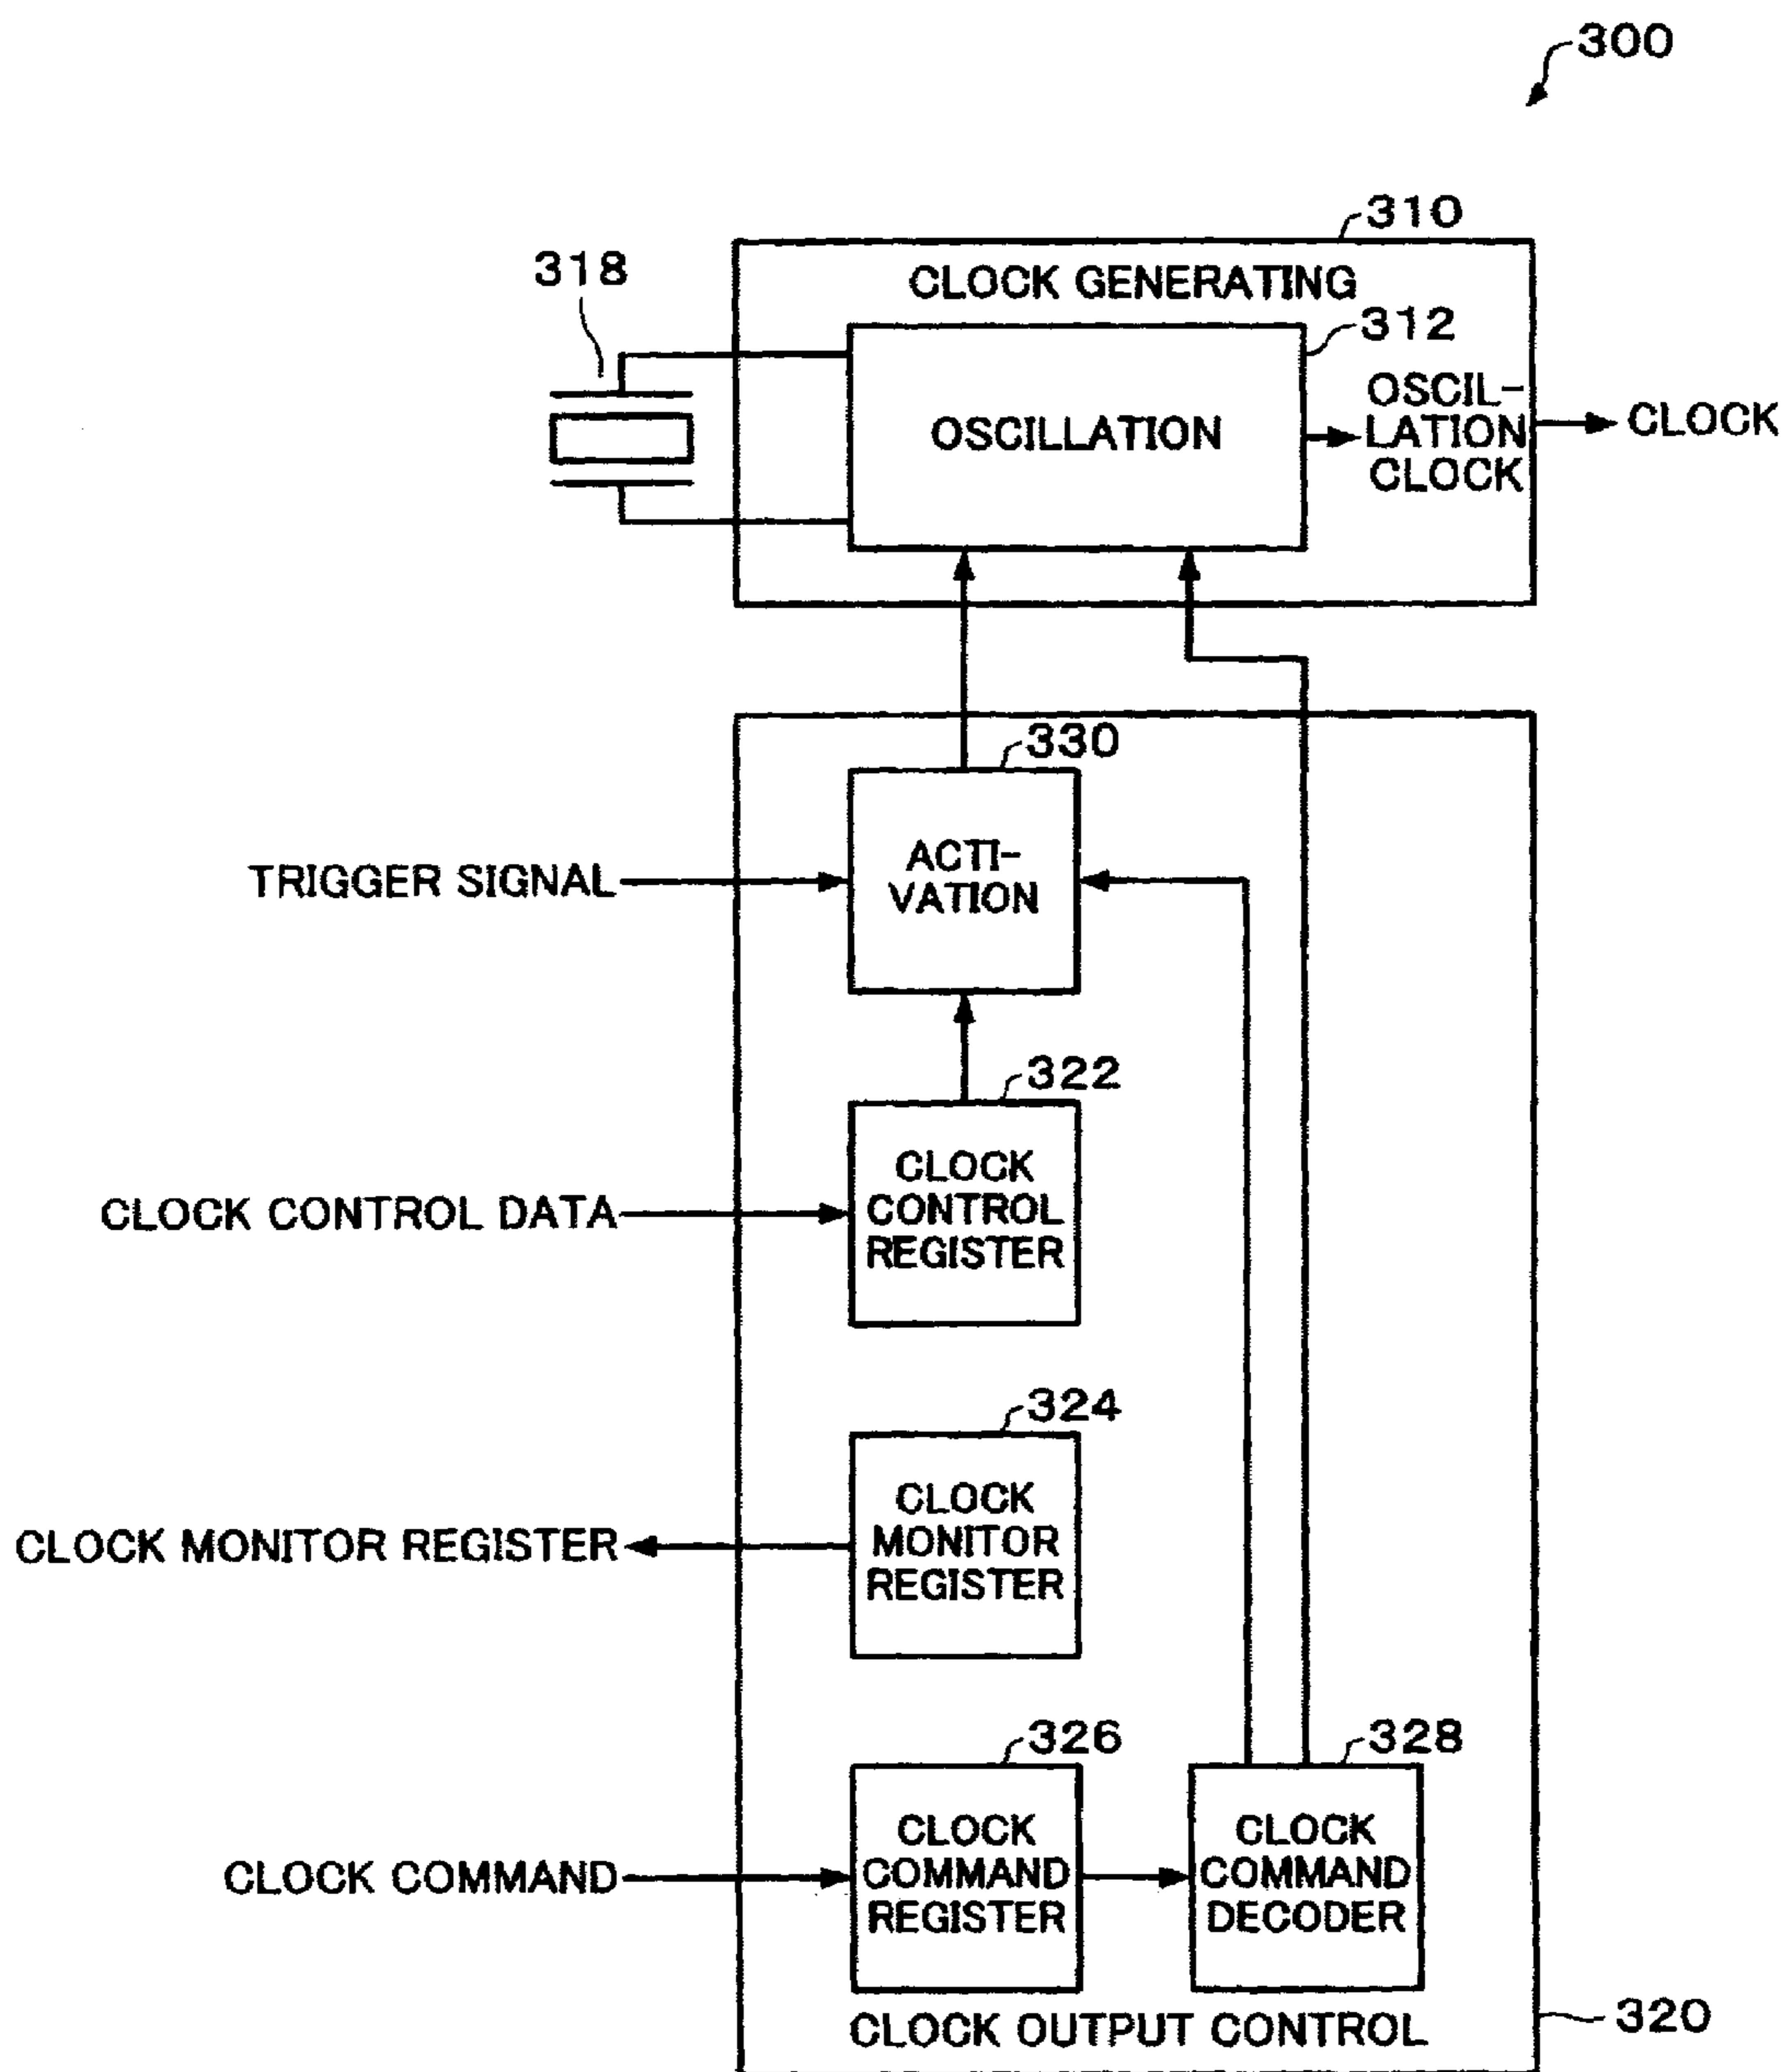 300
310
318
CLOCK GENERATING
312
OSCILLATION
OSCIL-
LATION
CLOCK
CLOCK
330
TRIGGER SIGNAL
ACTI-
VATION
322
CLOCK CONTROL DATA
CLOCK
CONTROL
REGISTER
324
CLOCK MONITOR REGISTER
CLOCK
MONITOR
REGISTER
326
328
CLOCK COMMAND
CLOCK
COMMAND
REGISTER
CLOCK
COMMAND
DECODER
CLOCK OUTPUT CONTROL
320